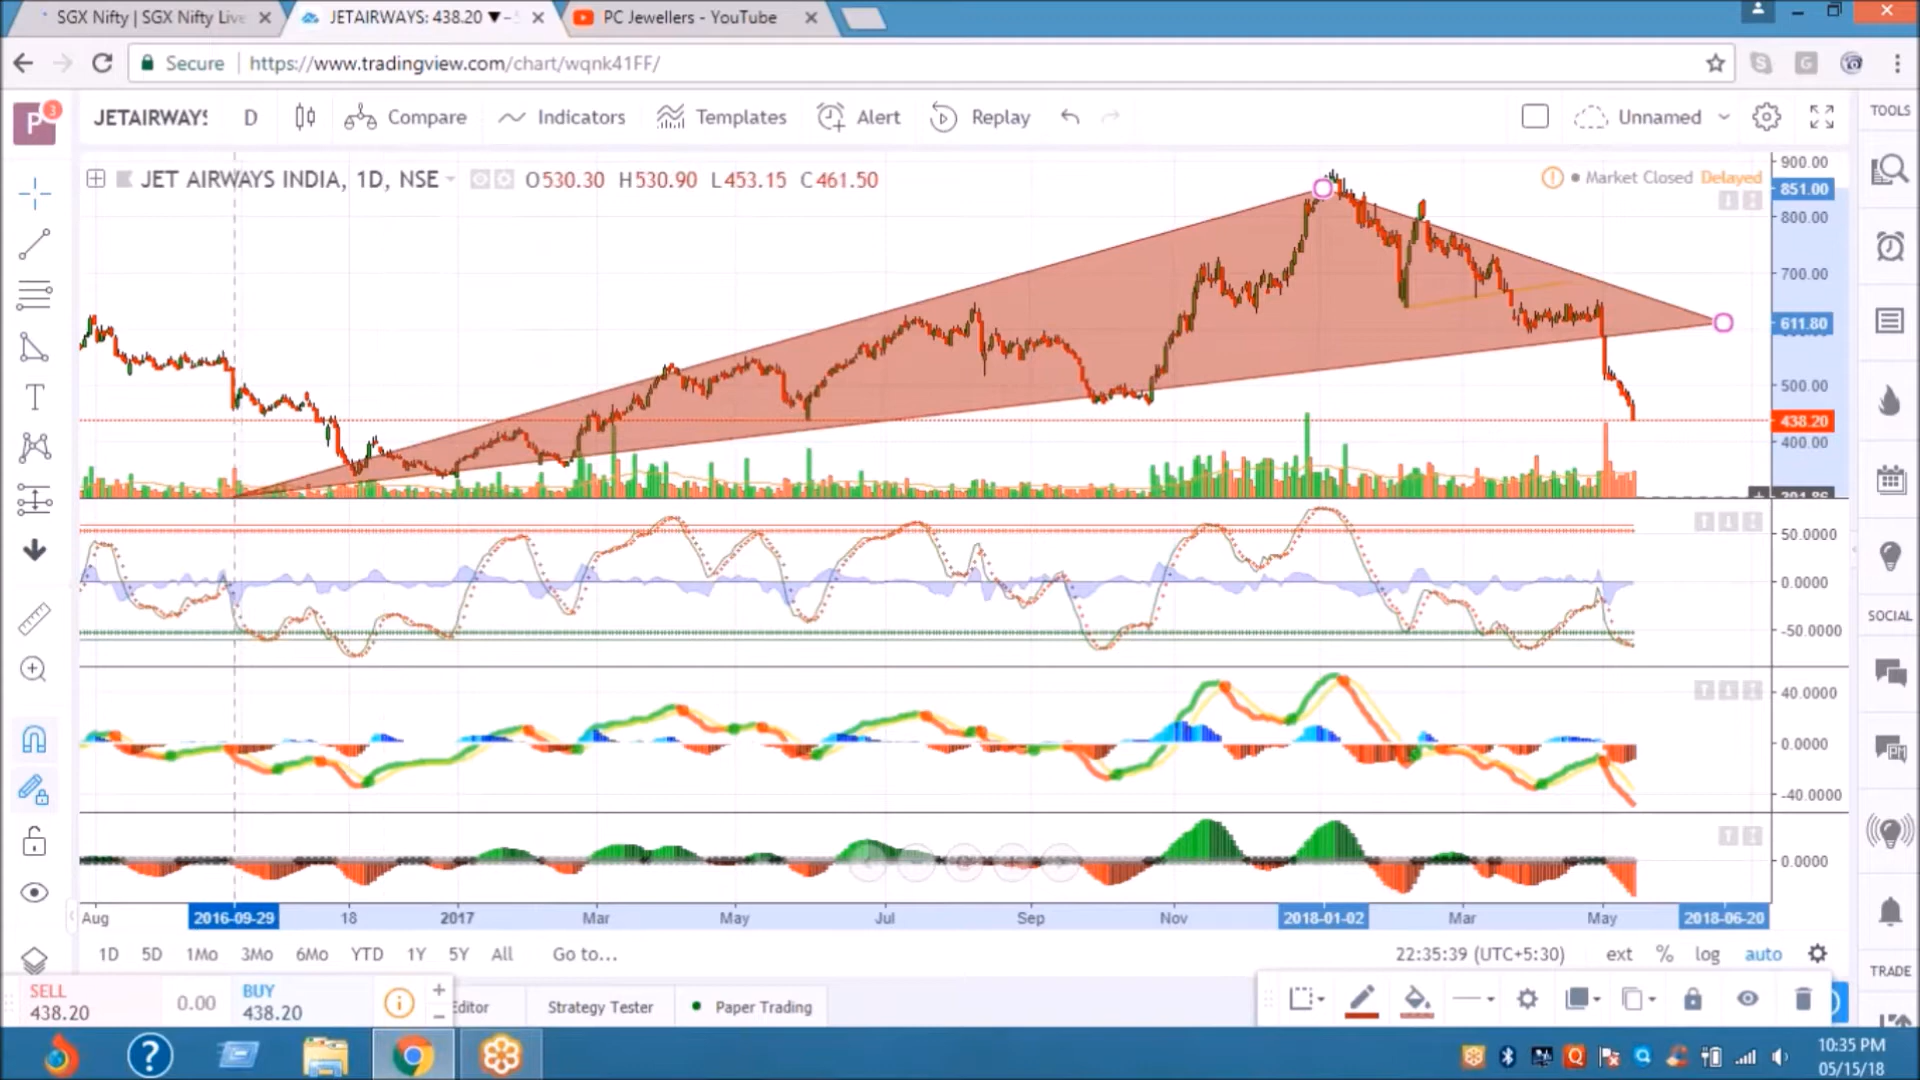 SGX Nifty | SGX Nifty Live
JETAIRWAYS: 438.20 ▼ –
PC Jewellers - YouTube
Secure
https://www.tradingview.com/chart/wqnk41FF/
P
3
JETAIRWAYS
D
Compare
Indicators
Templates
Alert
Replay
Unnamed
TOOLS
JET AIRWAYS INDIA, 1D, NSE
O530.30 H530.90 L453.15 C461.50
Market Closed Delayed
900.00
851.00
800.00
700.00
611.80
500.00
438.20
400.00
50.0000
0.0000
-50.0000
SOCIAL
40.0000
0.0000
-40.0000
0.0000
Aug
2016-09-29
18
2017
Mar
May
Jul
Sep
Nov
2018-01-02
Mar
May
2018-06-20
1D 5D 1Mo 3Mo 6Mo YTD 1Y 5Y All Go to...
22:35:39 (UTC+5:30) ext % log auto
TRADE
SELL
438.20
0.00
BUY
438.20
Editor
Strategy Tester
Paper Trading
10:35 PM
05/15/18